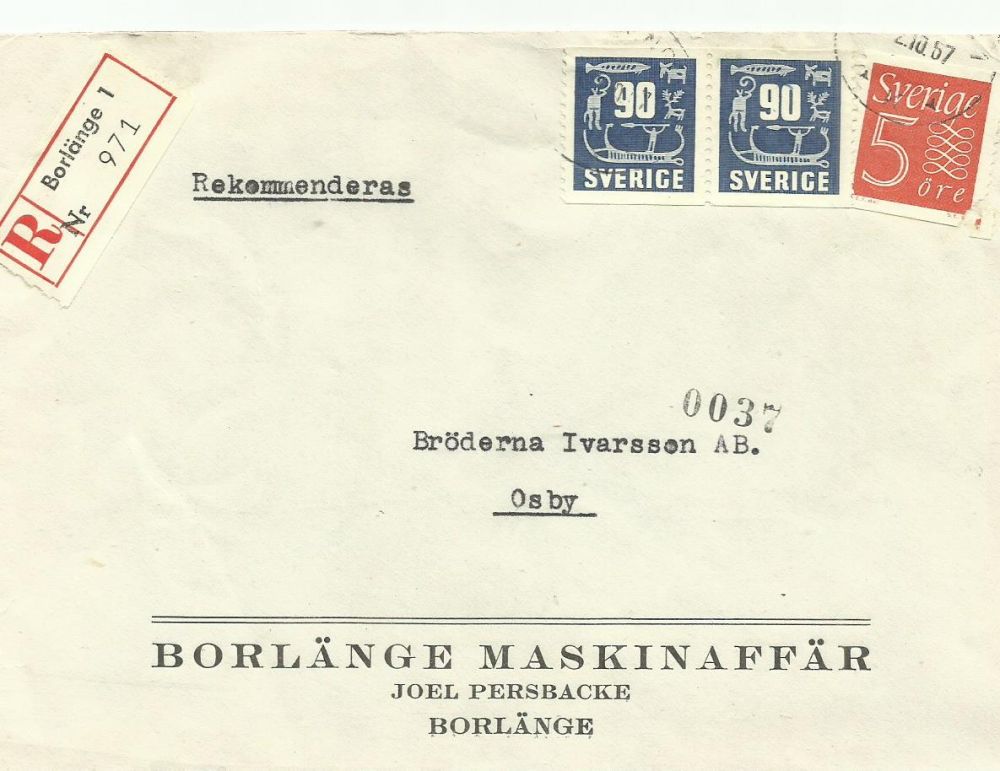 2.10.57
Borlänge 1
R Nr 971
90
SVERIGE
90
SVERIGE
Sverige
5
öre
Rekommenderas
0037
Bröderna Ivarsson AB.
Osby
BORLÄNGE MASKINAFFÄR
JOEL PERSBACKE
BORLÄNGE